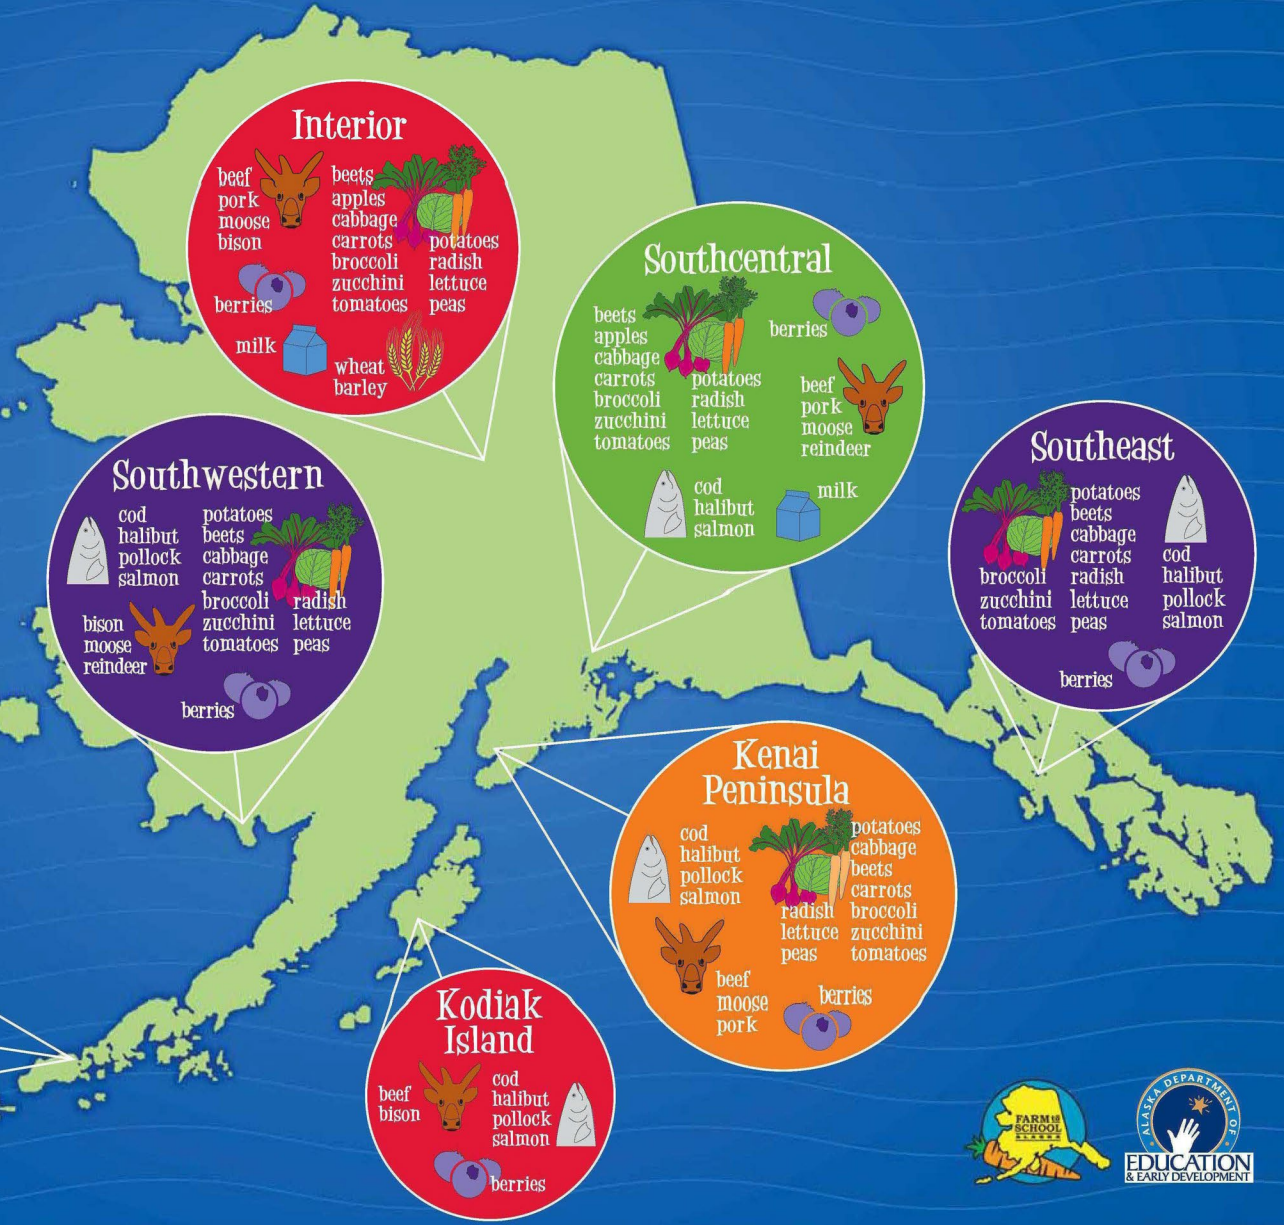 Interior
beef
pork
moose
bison
berries
milk
beets
apples
cabbage
carrots
broccoli
zucchini
tomatoes
potatoes
radish
lettuce
peas
wheat
barley
Southcentral
beets
apples
cabbage
carrots
broccoli
zucchini
tomatoes
potatoes
radish
lettuce
peas
berries
beef
pork
moose
reindeer
cod
halibut
salmon
milk
Southwestern
cod
halibut
pollock
salmon
bison
moose
reindeer
potatoes
beets
cabbage
carrots
broccoli
zucchini
tomatoes
radish
lettuce
peas
berries
Southeast
broccoli
zucchini
tomatoes
potatoes
beets
cabbage
carrots
radish
lettuce
peas
cod
halibut
pollock
salmon
berries
Kenai
Peninsula
cod
halibut
pollock
salmon
radish
lettuce
peas
potatoes
cabbage
beets
carrots
broccoli
zucchini
tomatoes
beef
moose
pork
berries
Kodiak
Island
beef
bison
cod
halibut
pollock
salmon
berries
FARM to
SCHOOL
ALASKA
ALASKA DEPARTMENT OF
EDUCATION
& EARLY DEVELOPMENT